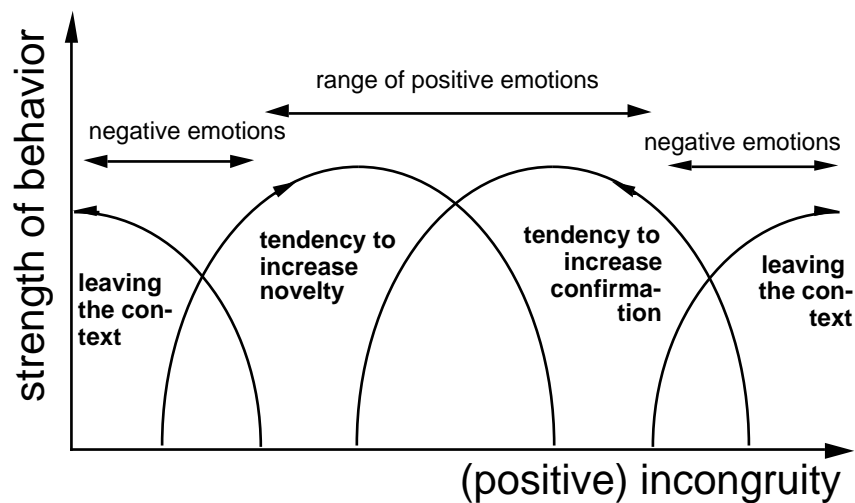 range of positive emotions
negative emotions
negative emotions
strength of behavior
tendency to
increase
novelty
tendency to
increase
confirma-
tion
leaving
the con-
text
leaving
the con-
text
(positive) incongruity